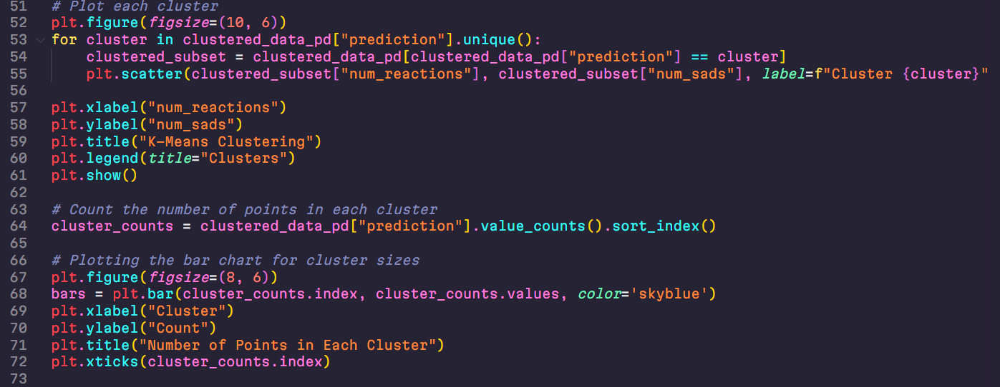 51 # Plot each cluster
52 plt.figure(figsize=(10, 6))
53 for cluster in clustered_data_pd["prediction"].unique():
54     clustered_subset = clustered_data_pd[clustered_data_pd["prediction"] == cluster]
55     plt.scatter(clustered_subset["num_reactions"], clustered_subset["num_sads"], label=f"Cluster {cluster}"
56
57 plt.xlabel("num_reactions")
58 plt.ylabel("num_sads")
59 plt.title("K-Means Clustering")
60 plt.legend(title="Clusters")
61 plt.show()
62
63 # Count the number of points in each cluster
64 cluster_counts = clustered_data_pd["prediction"].value_counts().sort_index()
65
66 # Plotting the bar chart for cluster sizes
67 plt.figure(figsize=(8, 6))
68 bars = plt.bar(cluster_counts.index, cluster_counts.values, color='skyblue')
69 plt.xlabel("Cluster")
70 plt.ylabel("Count")
71 plt.title("Number of Points in Each Cluster")
72 plt.xticks(cluster_counts.index)
73